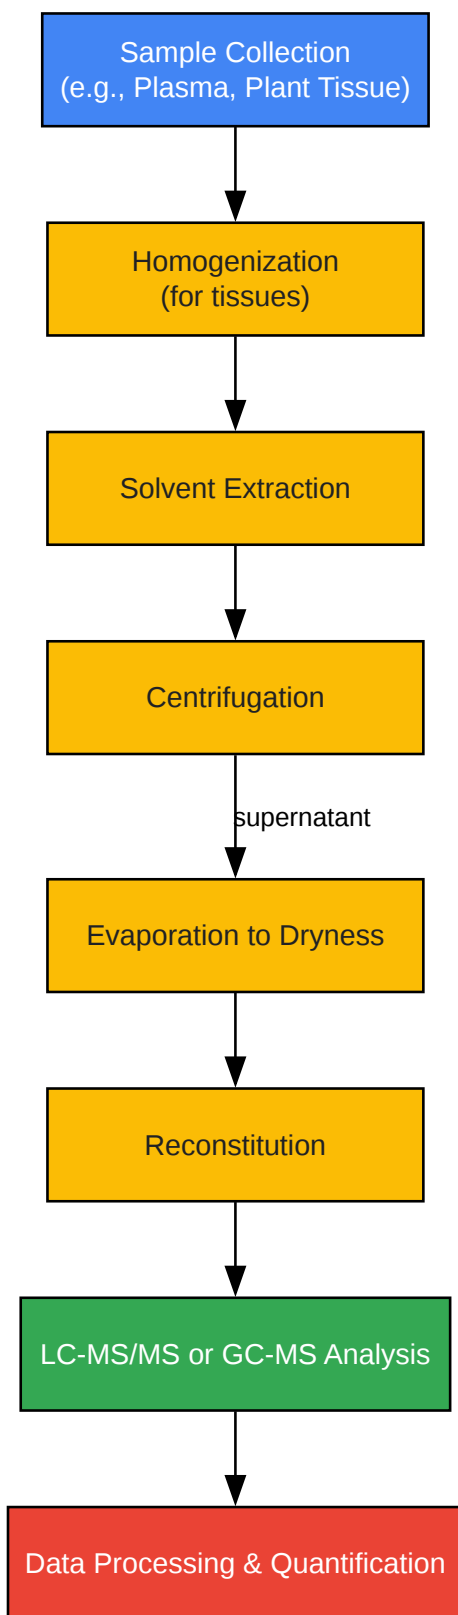 Sample Collection
(e.g., Plasma, Plant Tissue)
Homogenization
(for tissues)
Solvent Extraction
Centrifugation
supernatant
Evaporation to Dryness
Reconstitution
LC-MS/MS or GC-MS Analysis
Data Processing & Quantification